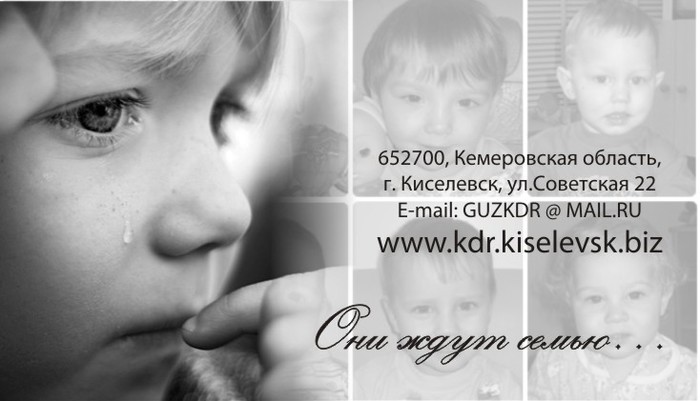 652700, Кемеровская область,
г. Киселевск, ул.Советская 22
E-mail: GUZKDR @ MAIL.RU
www.kdr.kiselevsk.biz
Они ждут семью...